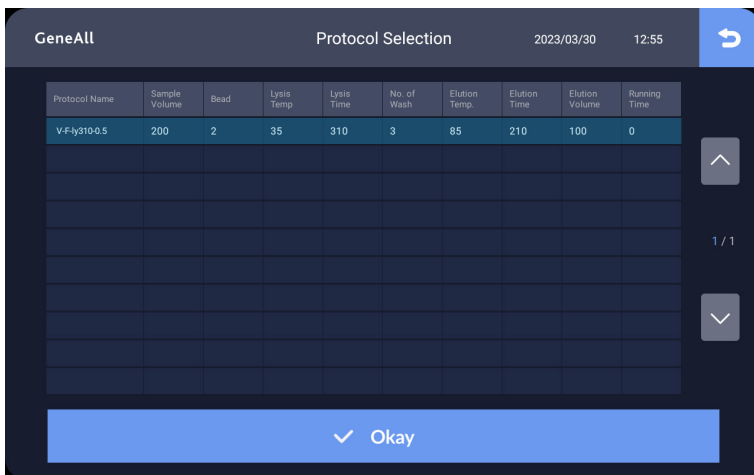 GeneAll Protocol Selection 2023/03/30 12:55
Protocol Name Sample Volume Bead Lysis Temp Lysis Time No. of Wash Elution Temp. Elution Time Elution Volume Running Time
V-F-ly310-0.5 200 2 35 310 3 85 210 100 0
1 / 1
Okay